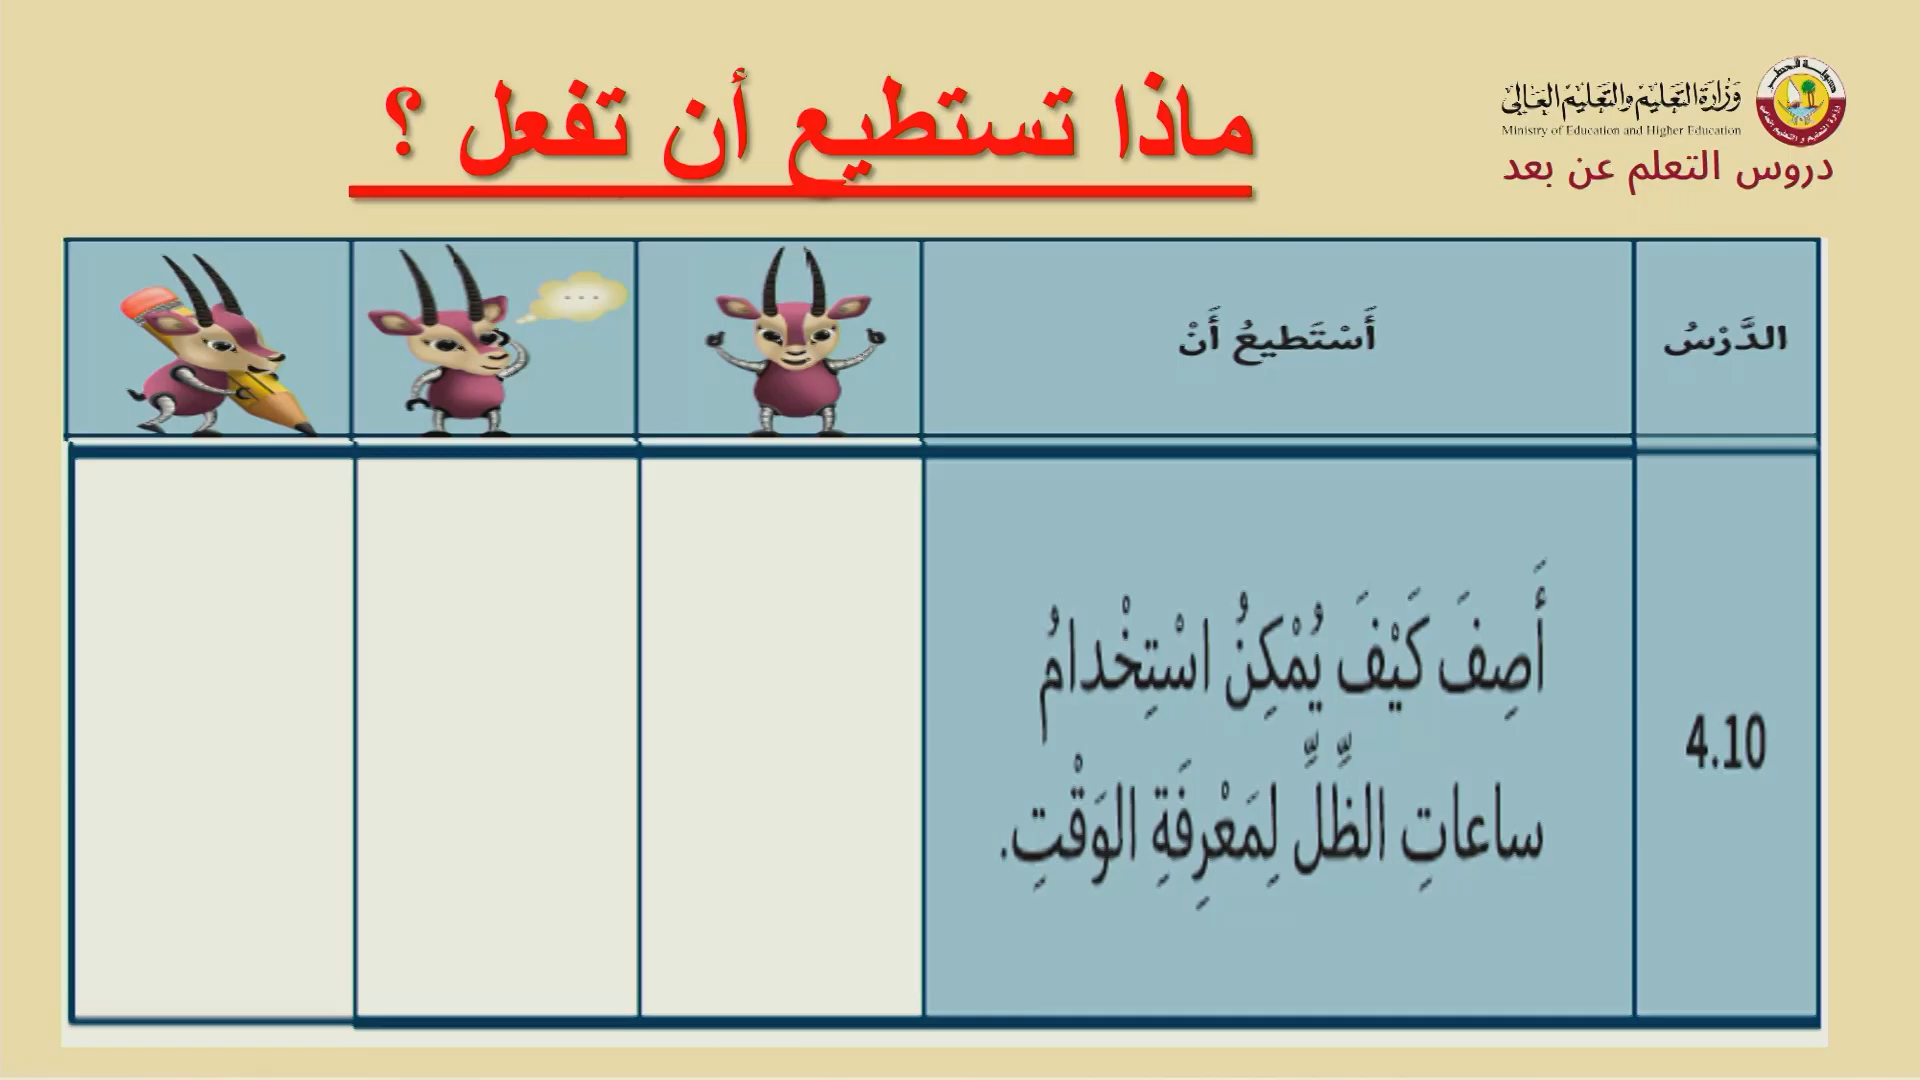 ماذا تستطيع أن تفعل ؟
وزارة التعليم والتعليم العالي
Ministry of Education and Higher Education
دروس التعلم عن بعد
الدَّرْسُ
أَسْتَطيعُ أَنْ
4.10
أَصِفَ كَيْفَ يُمْكِنُ اسْتِخْدامُ
ساعاتِ الظِّلِّ لِمَعْرِفَةِ الوَقْتِ.